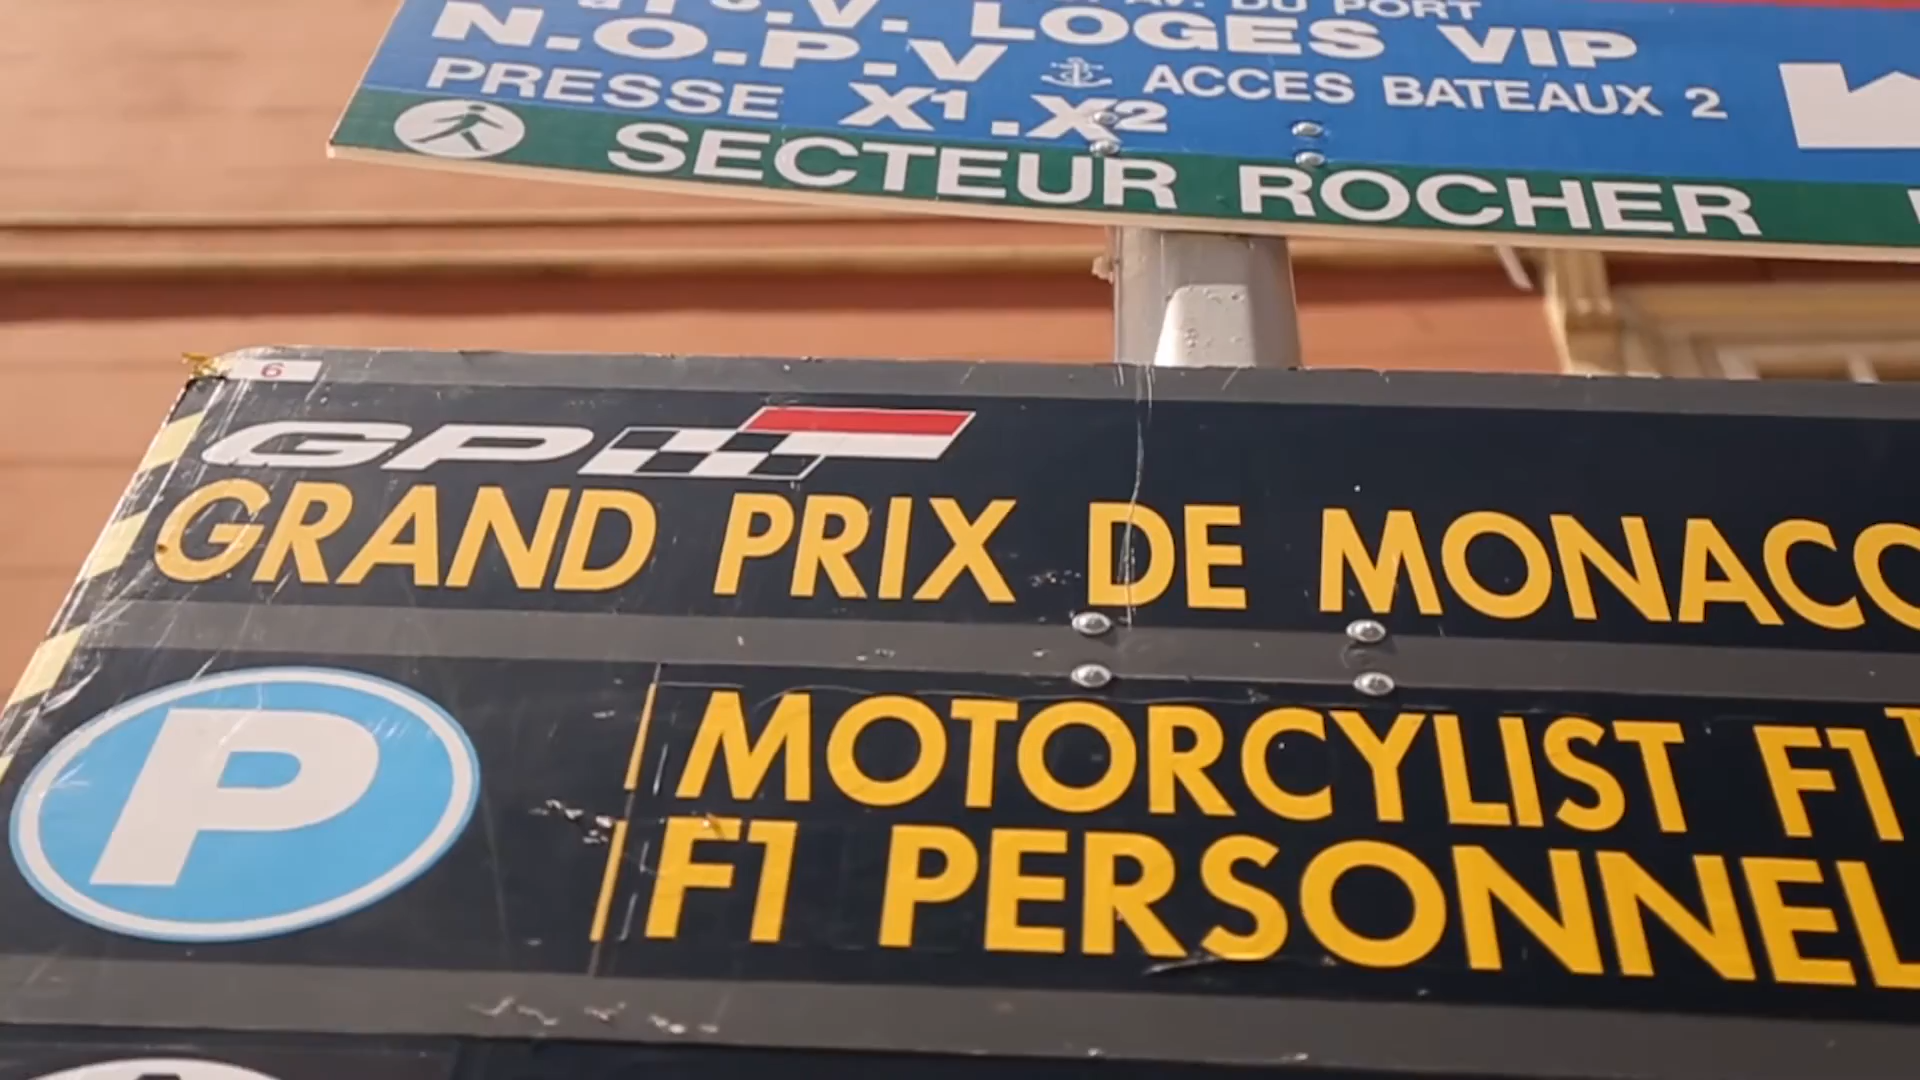 AV. DU PORT
LOGES VIP
N.O.P.V
ACCES BATEAUX 2
PRESSE X1.X2
SECTEUR ROCHER
6
GP
GRAND PRIX DE MONACO
P
MOTORCYLIST F1
F1 PERSONNEL